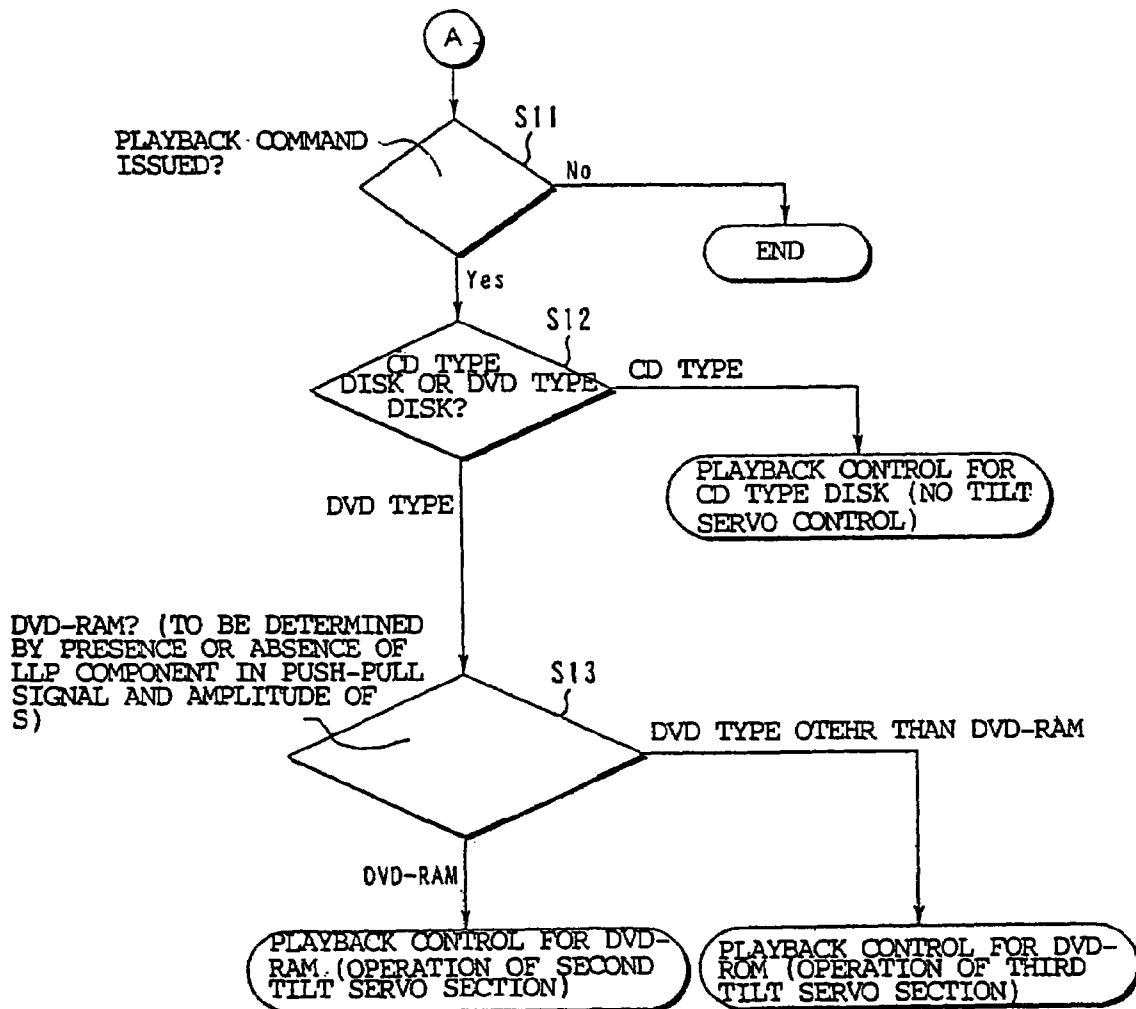 A
S11
PLAYBACK COMMAND
ISSUED?
No
END
Yes
S12
CD TYPE
DISK OR DVD TYPE
DISK?
CD TYPE
PLAYBACK CONTROL FOR
CD TYPE DISK (NO TILT
SERVO CONTROL)
DVD TYPE
DVD-RAM? (TO BE DETERMINED
BY PRESENCE OR ABSENCE OF
LLP COMPONENT IN PUSH-PULL
SIGNAL AND AMPLITUDE OF
S)
S13
DVD TYPE OTEHR THAN DVD-RAM
DVD-RAM
PLAYBACK CONTROL FOR DVD-
RAM (OPERATION OF SECOND
TILT SERVO SECTION)
PLAYBACK CONTROL FOR DVD-
ROM (OPERATION OF THIRD
TILT SERVO SECTION)